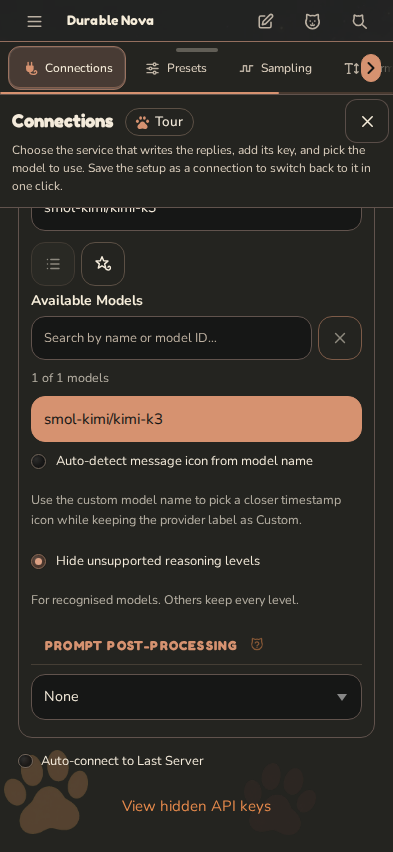 Durable Nova
Connections
Presets
Sampling
Connections
Tour
Choose the service that writes the replies, add its key, and pick the
model to use. Save the setup as a connection to switch back to it in
one click.
smol-kimi/kimi-k3
Available Models
Search by name or model ID...
1 of 1 models
smol-kimi/kimi-k3
Auto-detect message icon from model name
Use the custom model name to pick a closer timestamp
icon while keeping the provider label as Custom.
Hide unsupported reasoning levels
For recognised models. Others keep every level.
PROMPT POST-PROCESSING
None
Auto-connect to Last Server
View hidden API keys